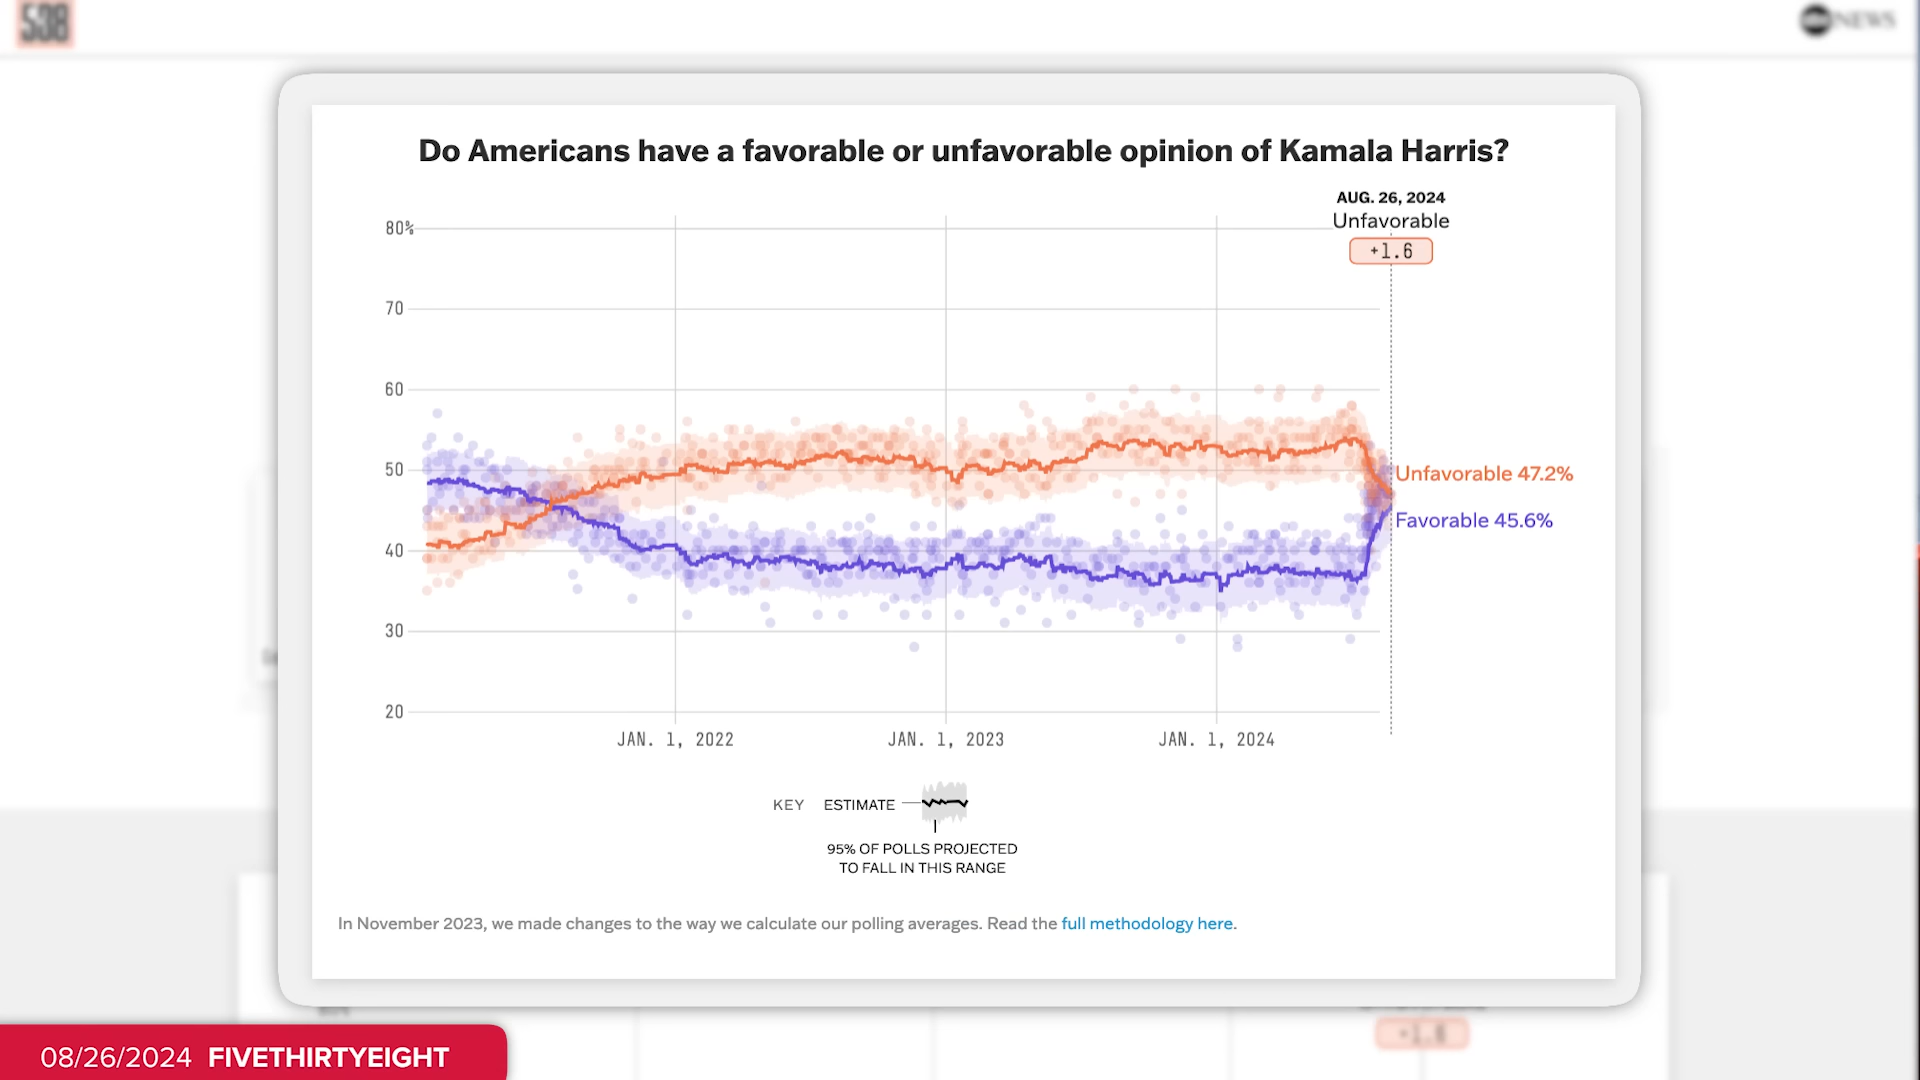 538
NEWS
Do Americans have a favorable or unfavorable opinion of Kamala Harris?
AUG. 26, 2024
Unfavorable
+1.6
80%
70
60
50
40
30
20
Unfavorable 47.2%
Favorable 45.6%
JAN. 1, 2022
JAN. 1, 2023
JAN. 1, 2024
KEY ESTIMATE
95% OF POLLS PROJECTED
TO FALL IN THIS RANGE
In November 2023, we made changes to the way we calculate our polling averages. Read the full methodology here.
08/26/2024 FIVETHIRTYEIGHT